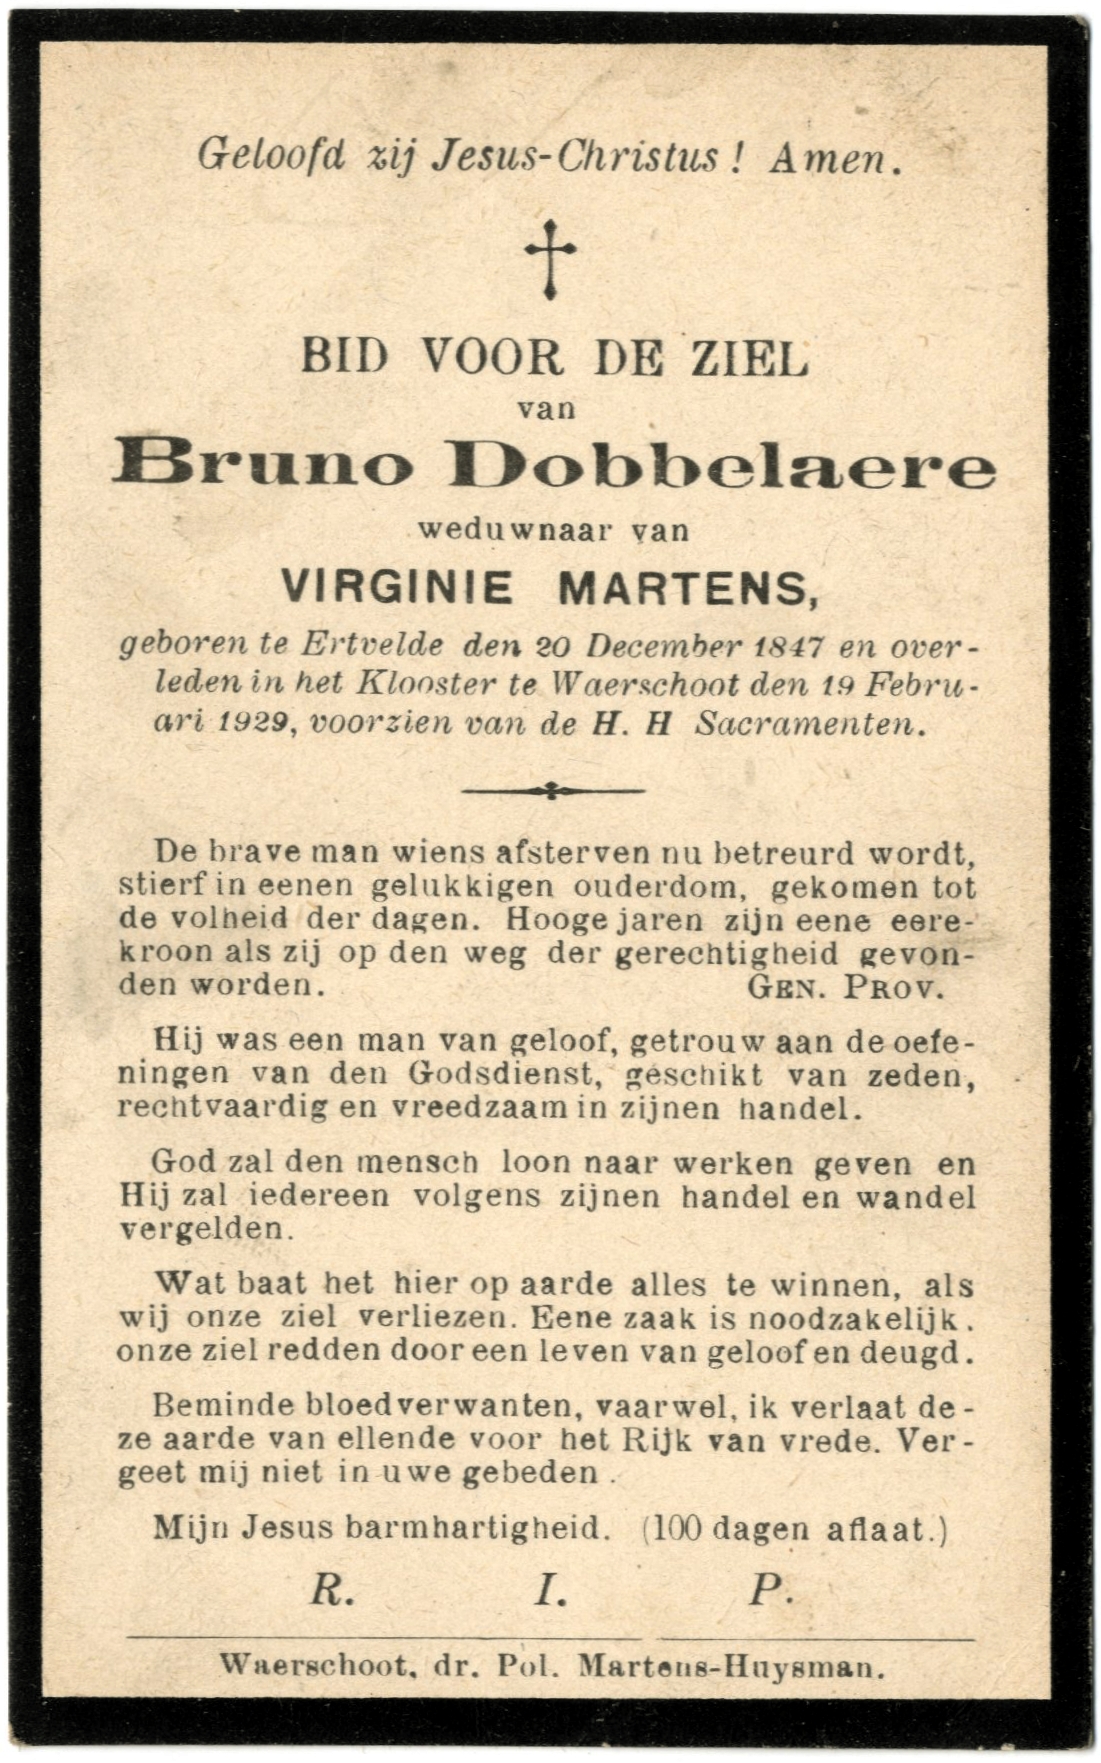 Geloofd zij Jesus-Christus ! Amen.
BID VOOR DE ZIEL
van
Bruno Dobbelaere
weduwnaar van
VIRGINIE MARTENS,
geboren te Ertvelde den 20 December 1847 en over-
leden in het Klooster te Waerschoot den 19 Febru-
ari 1929, voorzien van de H. H Sacramenten.
De brave man wiens afsterven nu betreurd wordt,
stierf in eenen gelukkigen ouderdom, gekomen tot
de volheid der dagen. Hooge jaren zijn eene eere-
kroon als zij op den weg der gerechtigheid gevon-
den worden. GEN. PROV.
Hij was een man van geloof, getrouw aan de oefe-
ningen van den Godsdienst, geschikt van zeden,
rechtvaardig en vreedzaam in zijnen handel.
God zal den mensch loon naar werken geven en
Hij zal iedereen volgens zijnen handel en wandel
vergelden.
Wat baat het hier op aarde alles te winnen, als
wij onze ziel verliezen. Eene zaak is noodzakelijk.
onze ziel redden door een leven van geloof en deugd.
Beminde bloedverwanten, vaarwel, ik verlaat de-
ze aarde van ellende voor het Rijk van vrede. Ver-
geet mij niet in uwe gebeden.
Mijn Jesus barmhartigheid. (100 dagen aflaat.)
R. I. P.
Waerschoot, dr. Pol. Martens-Huysman.